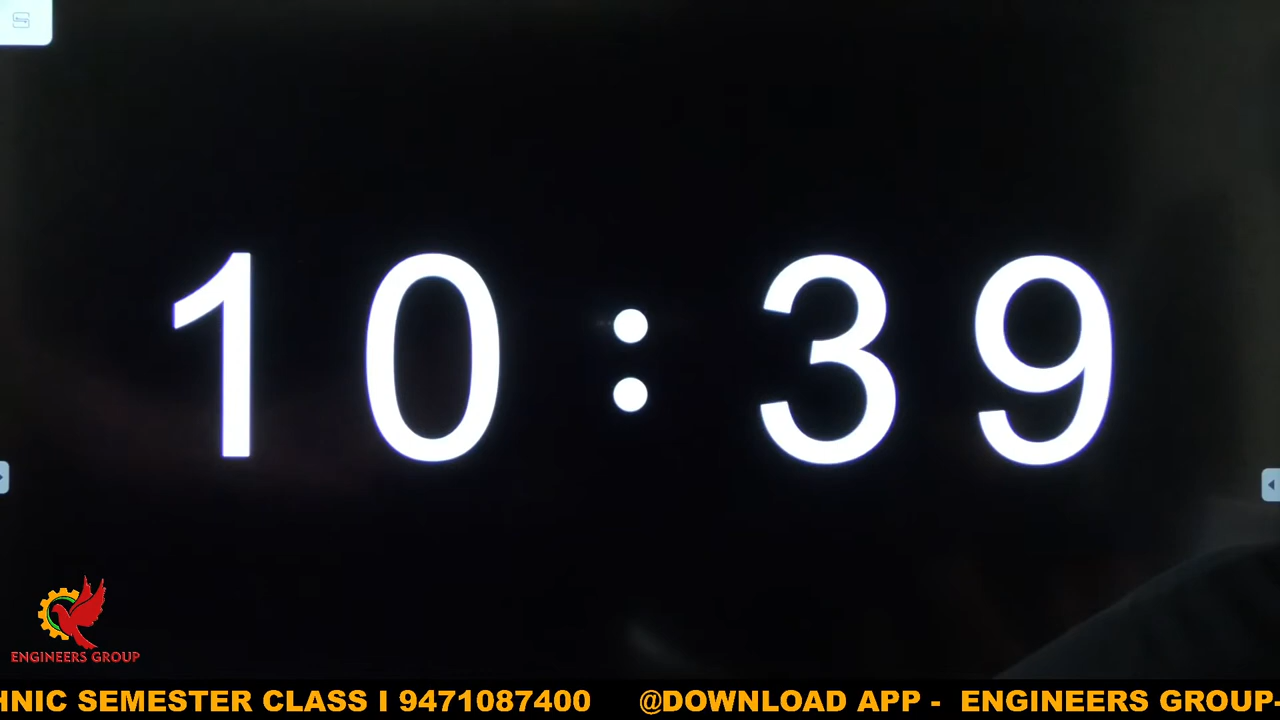 10:39
ENGINEERS GROUP
HNIC SEMESTER CLASS I 9471087400 @DOWNLOAD APP - ENGINEERS GROUP-